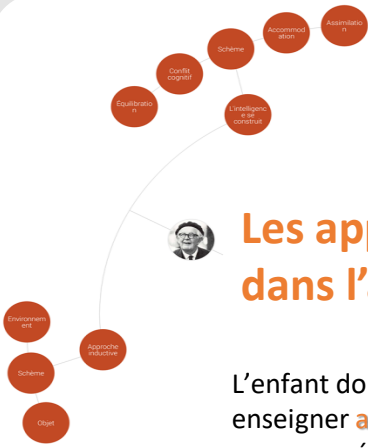 Assimilatio
n
Accommod
ation
Schème
Conflit
cognitif
Équilibratio
n
L'intelligenc
e se
construit
Les app
dans l'a
Environnem
ent
Approche
inductive
Schème
Objet
L'enfant do
enseigner a